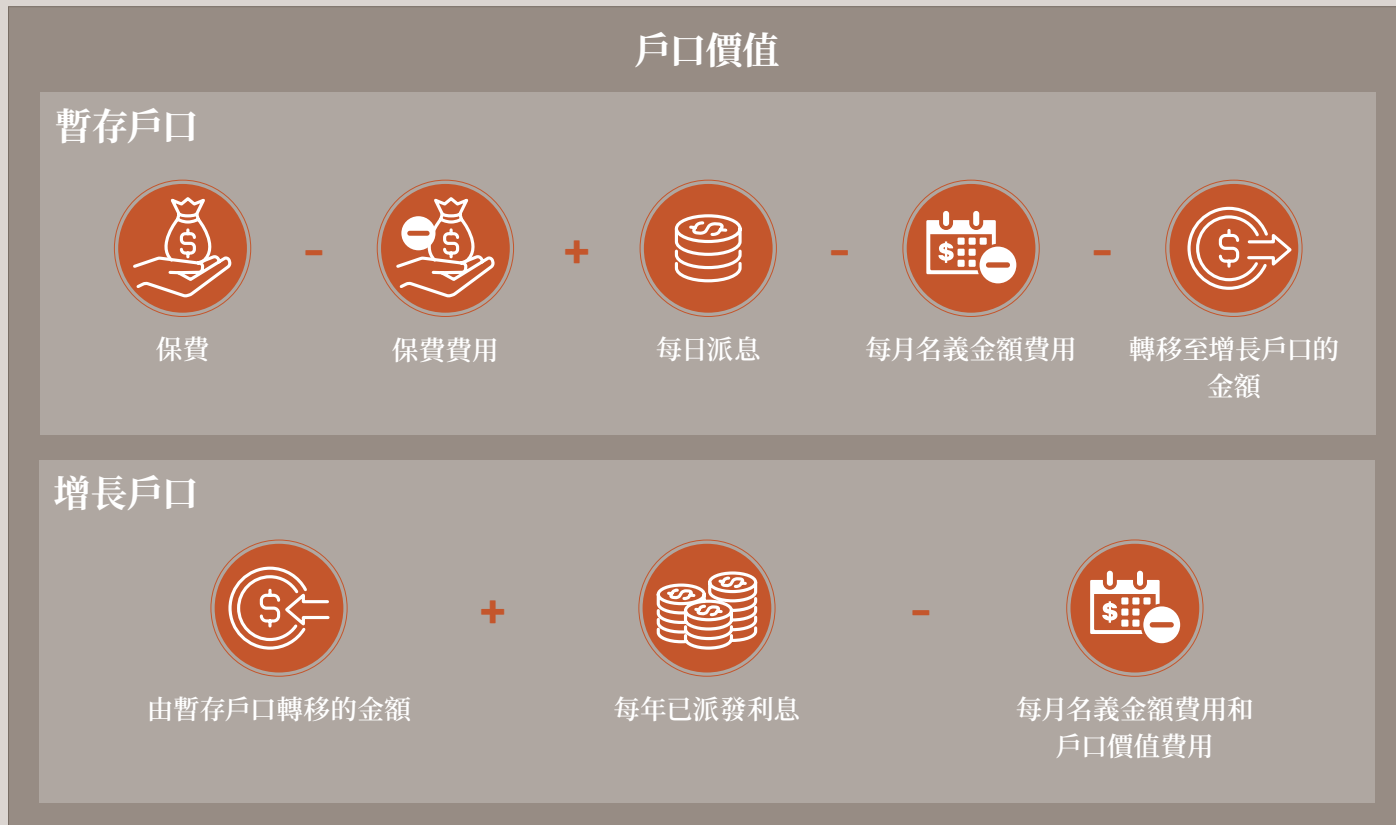 戶口價值
暫存戶口
保費
-
保費費用
+
每日派息
-
每月名義金額費用
-
轉移至增長戶口的
金額
增長戶口
由暫存戶口轉移的金額
+
每年已派發利息
-
每月名義金額費用和
戶口價值費用